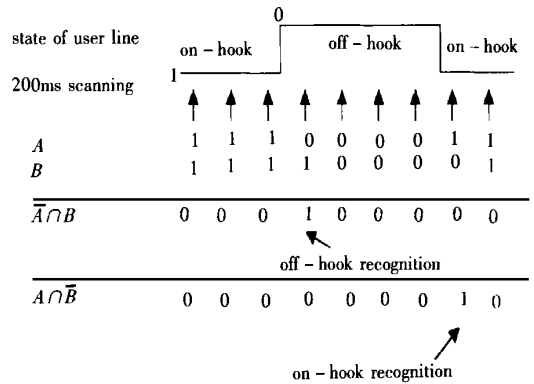 0
state of user line
on – hook
off – hook
on – hook
1
200ms scanning
A 1 1 1 0 0 0 0 1 1
B 1 1 1 1 0 0 0 0 1
A̅∩B 0 0 0 1 0 0 0 0 0
off – hook recognition
A∩B̅ 0 0 0 0 0 0 0 1 0
on – hook recognition